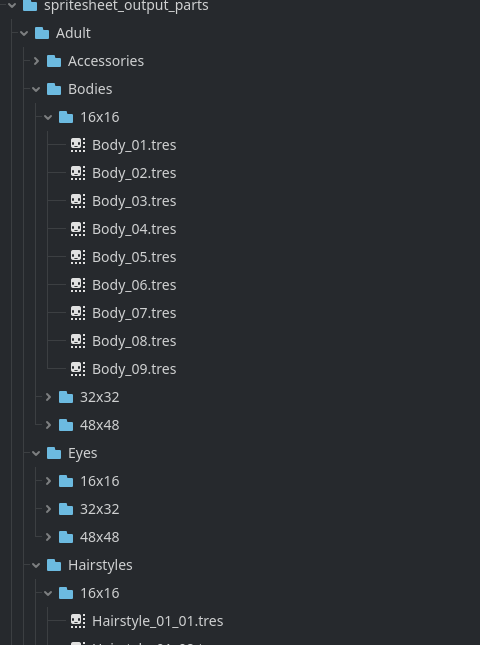 spritesheet_output_parts
Adult
Accessories
Bodies
16x16
Body_01.tres
Body_02.tres
Body_03.tres
Body_04.tres
Body_05.tres
Body_06.tres
Body_07.tres
Body_08.tres
Body_09.tres
32x32
48x48
Eyes
16x16
32x32
48x48
Hairstyles
16x16
Hairstyle_01_01.tres